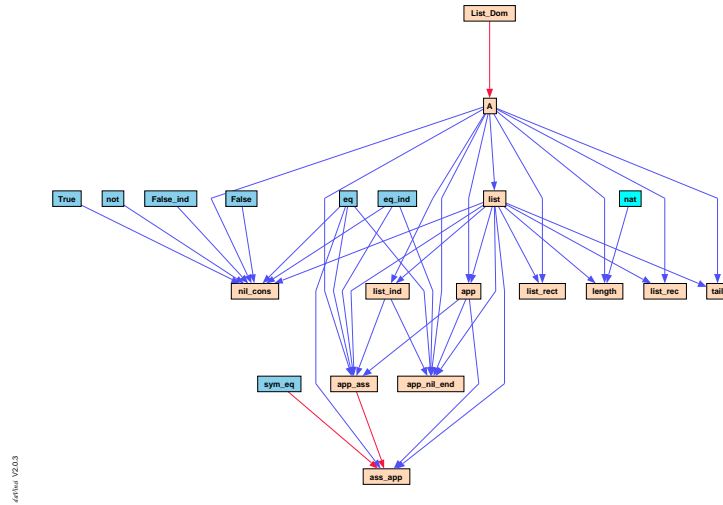 List_Dom
A
True not False_ind False eq eq_ind list nat
nil_cons list_ind app list_rect length list_rec tail
sym_eq app_ass app_nil_end
ass_app
daVinci V2.0.3